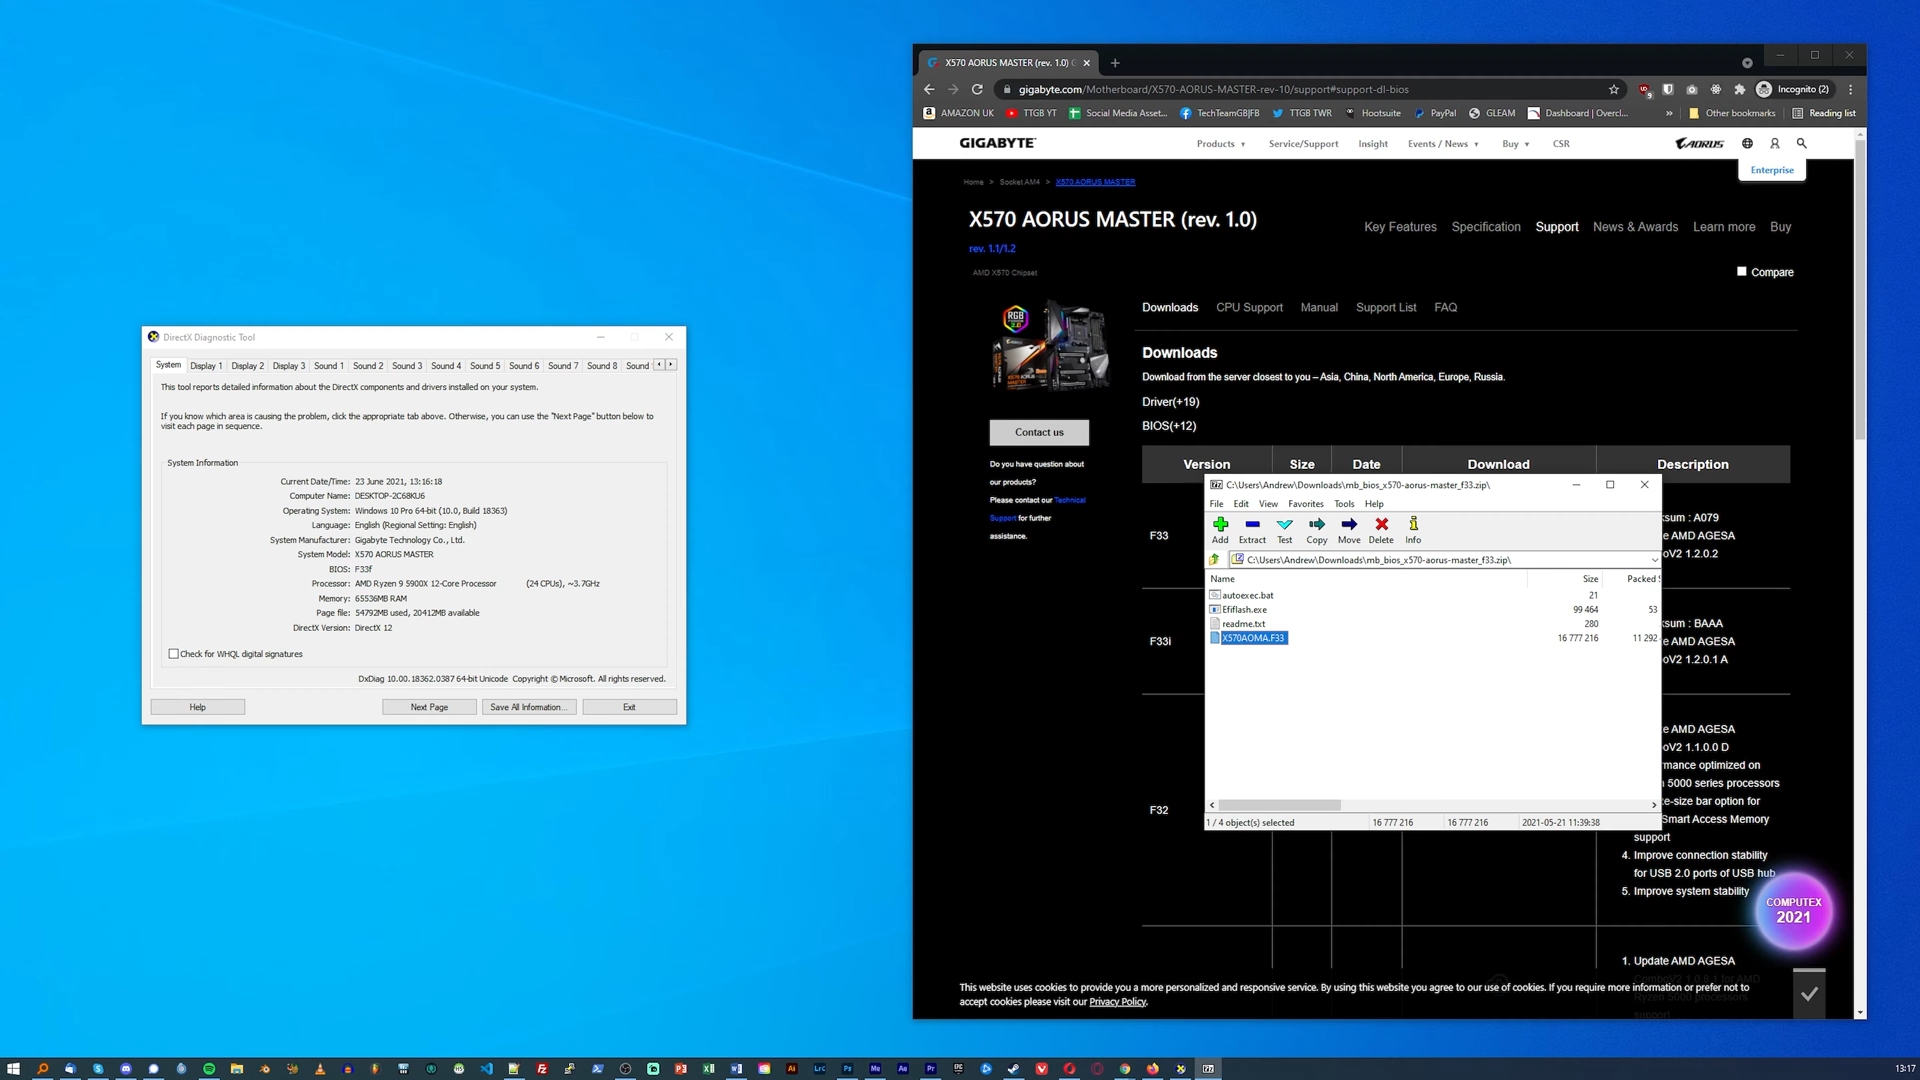 DirectX Diagnostic Tool
System Display 1 Display 2 Display 3 Sound 1 Sound 2 Sound 3 Sound 4 Sound 5 Sound 6 Sound 7 Sound 8 Sound
This tool reports detailed information about the DirectX components and drivers installed on your system.
If you know which area is causing the problem, click the appropriate tab above. Otherwise, you can use the "Next Page" button below to
visit each page in sequence.
System Information
Current Date/Time: 23 June 2021, 13:16:18
Computer Name: DESKTOP-2C68KU6
Operating System: Windows 10 Pro 64-bit (10.0, Build 18363)
Language: English (Regional Setting: English)
System Manufacturer: Gigabyte Technology Co., Ltd.
System Model: X570 AORUS MASTER
BIOS: F33f
Processor: AMD Ryzen 9 5900X 12-Core Processor (24 CPUs), ~3.7GHz
Memory: 65536MB RAM
Page file: 54792MB used, 20412MB available
DirectX Version: DirectX 12
Check for WHQL digital signatures
DxDiag 10.00.18362.0387 64-bit Unicode Copyright © Microsoft. All rights reserved.
Help Next Page Save All Information... Exit
X570 AORUS MASTER (rev. 1.0)
gigabyte.com/Motherboard/X570-AORUS-MASTER-rev-10/support#support-dl-bios
9
Incognito (2)
AMAZON UK TTGB YT Social Media Asset... TechTeamGBJFB TTGB TWR Hootsuite PayPal GLEAM Dashboard | Overcl... » Other bookmarks Reading list
GIGABYTE Products Service/Support Insight Events / News Buy CSR AORUS
Enterprise
Home > Socket AM4 > X570 AORUS MASTER
X570 AORUS MASTER (rev. 1.0)
Key Features Specification Support News & Awards Learn more Buy
rev. 1.1/1.2
AMD X570 Chipset
Compare
RGB
Downloads CPU Support Manual Support List FAQ
Downloads
Download from the server closest to you – Asia, China, North America, Europe, Russia.
Driver(+19)
BIOS(+12)
Contact us
Do you have question about
our products?
Please contact our Technical
Support for further
assistance.
Version Size Date Download Description
F33
ksum : A079
e AMD AGESA
oV2 1.2.0.2
F33i
ksum : BAAA
e AMD AGESA
oV2 1.2.0.1 A
F32
e AMD AGESA
oV2 1.1.0.0 D
rmance optimized on
5000 series processors
e-size bar option for
Smart Access Memory
support
4. Improve connection stability
for USB 2.0 ports of USB hub
5. Improve system stability
1. Update AMD AGESA
C:\Users\Andrew\Downloads\mb_bios_x570-aorus-master_f33.zip\
File Edit View Favorites Tools Help
Add Extract Test Copy Move Delete Info
C:\Users\Andrew\Downloads\mb_bios_x570-aorus-master_f33.zip\
Name Size Packed S
autoexec.bat 21
Efiflash.exe 99 464 53
readme.txt 280
X570AOMA.F33 16 777 216 11 292
1 / 4 object(s) selected 16 777 216 16 777 216 2021-05-21 11:39:38
COMPUTEX
2021
This website uses cookies to provide you a more personalized and responsive service. By using this website you agree to our use of cookies. If you require more information or prefer not to
accept cookies please visit our Privacy Policy.
13:17